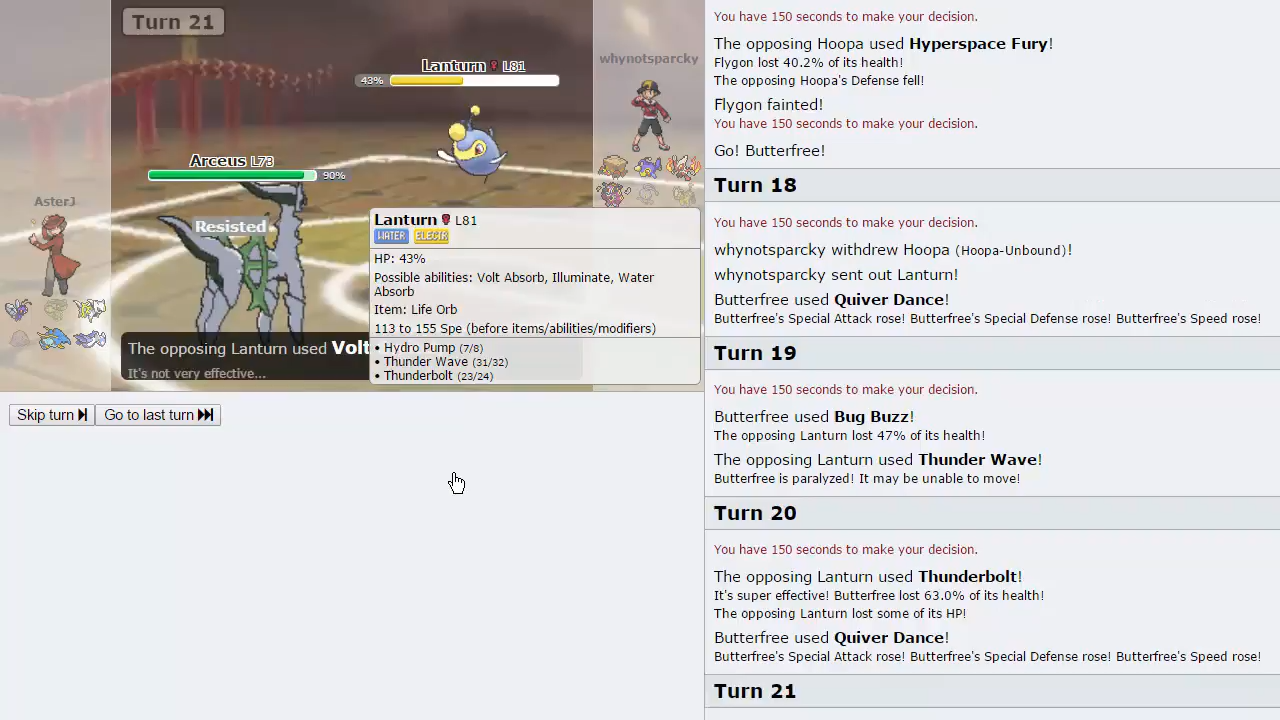 Turn 21
Lanturn L81
43%
whynotsparcky
Arceus L73
90%
AsterJ
Resisted
Lanturn L81
WATER ELECTR
HP: 43%
Possible abilities: Volt Absorb, Illuminate, Water
Absorb
Item: Life Orb
113 to 155 Spe (before items/abilities/modifiers)
• Hydro Pump (7/8)
• Thunder Wave (31/32)
• Thunderbolt (23/24)
The opposing Lanturn used Volt
It's not very effective...
Skip turn Go to last turn
You have 150 seconds to make your decision.
The opposing Hoopa used Hyperspace Fury!
Flygon lost 40.2% of its health!
The opposing Hoopa's Defense fell!
Flygon fainted!
You have 150 seconds to make your decision.
Go! Butterfree!
Turn 18
You have 150 seconds to make your decision.
whynotsparcky withdrew Hoopa (Hoopa-Unbound)!
whynotsparcky sent out Lanturn!
Butterfree used Quiver Dance!
Butterfree's Special Attack rose! Butterfree's Special Defense rose! Butterfree's Speed rose!
Turn 19
You have 150 seconds to make your decision.
Butterfree used Bug Buzz!
The opposing Lanturn lost 47% of its health!
The opposing Lanturn used Thunder Wave!
Butterfree is paralyzed! It may be unable to move!
Turn 20
You have 150 seconds to make your decision.
The opposing Lanturn used Thunderbolt!
It's super effective! Butterfree lost 63.0% of its health!
The opposing Lanturn lost some of its HP!
Butterfree used Quiver Dance!
Butterfree's Special Attack rose! Butterfree's Special Defense rose! Butterfree's Speed rose!
Turn 21